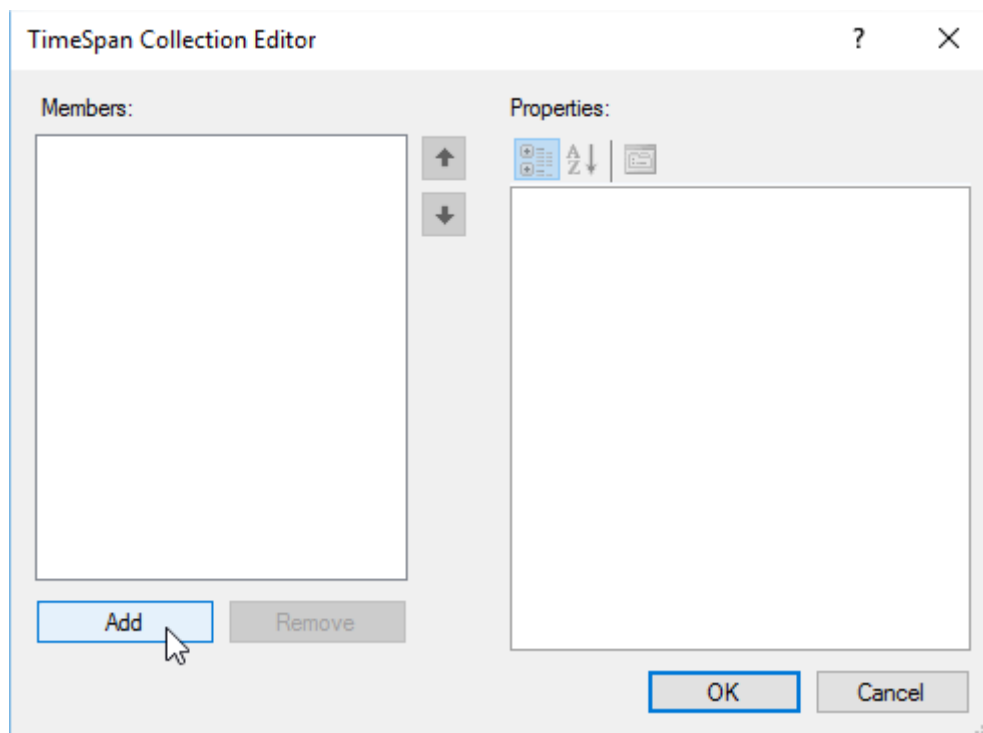 TimeSpan Collection Editor
?
Members:
Properties:
A
Z
Add
Remove
OK
Cancel